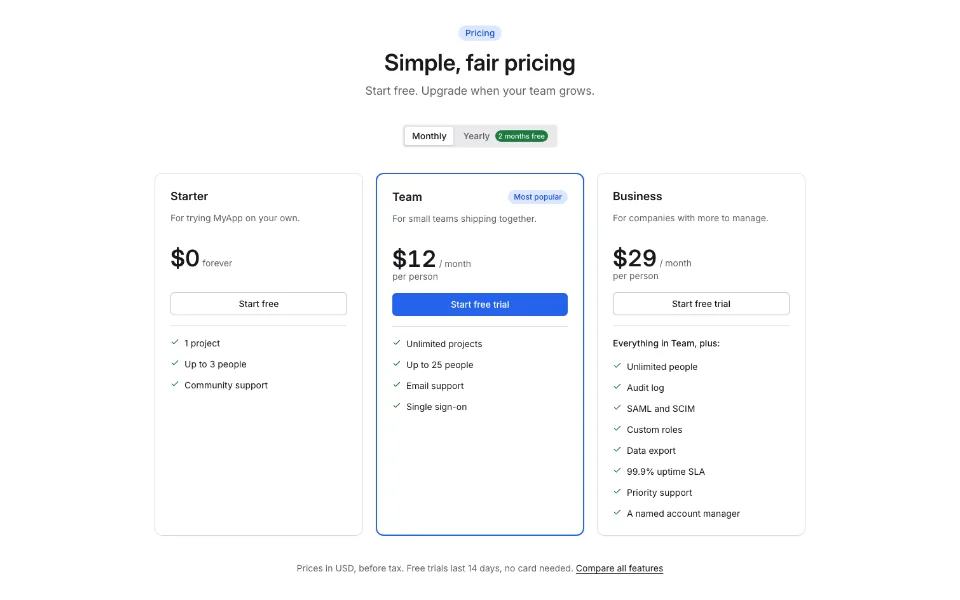 Pricing
Simple, fair pricing
Start free. Upgrade when your team grows.
Monthly Yearly 2 months free
Starter
For trying MyApp on your own.
$0 forever
Start free
1 project
Up to 3 people
Community support
Team Most popular
For small teams shipping together.
$12 / month
per person
Start free trial
Unlimited projects
Up to 25 people
Email support
Single sign-on
Business
For companies with more to manage.
$29 / month
per person
Start free trial
Everything in Team, plus:
Unlimited people
Audit log
SAML and SCIM
Custom roles
Data export
99.9% uptime SLA
Priority support
A named account manager
Prices in USD, before tax. Free trials last 14 days, no card needed. Compare all features